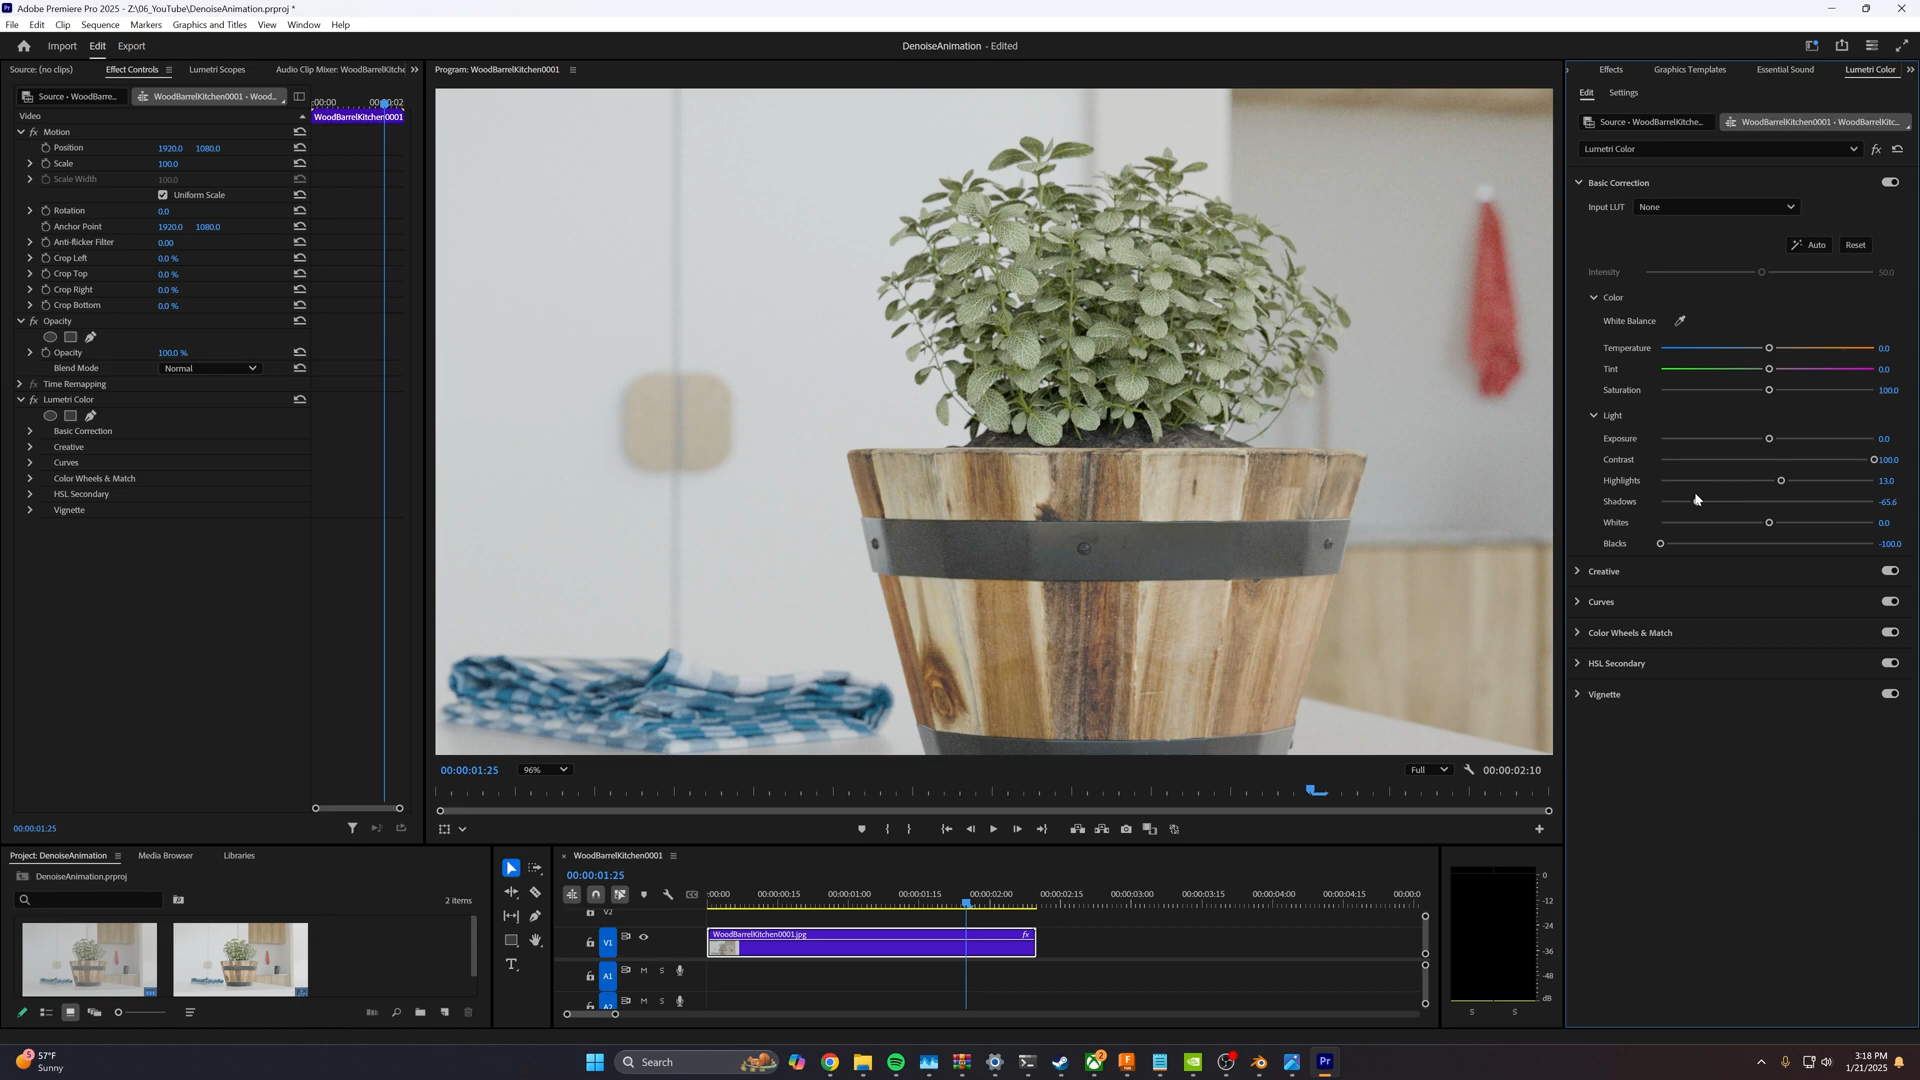 Adobe Premiere Pro 2025 - Z:\06_YouTube\DenoiseAnimation.prproj *
File Edit Clip Sequence Markers Graphics and Titles View Window Help
Import Edit Export
DenoiseAnimation - Edited
Source: (no clips) Effect Controls Lumetri Scopes Audio Clip Mixer: WoodBarrelKitche
Program: WoodBarrelKitchen0001
Effects Graphics Templates Essential Sound Lumetri Color
Edit Settings
Source • WoodBarre... WoodBarrelKitchen0001 • Wood...
:00:00 00:00:02
Video
WoodBarrelKitchen0001
Motion
Position 1920.0 1080.0
Scale 100.0
Scale Width 100.0
Uniform Scale
Rotation 0.0
Anchor Point 1920.0 1080.0
Anti-flicker Filter 0.00
Crop Left 0.0 %
Crop Top 0.0 %
Crop Right 0.0 %
Crop Bottom 0.0 %
Opacity
Opacity 100.0 %
Blend Mode Normal
Time Remapping
Lumetri Color
Basic Correction
Creative
Curves
Color Wheels & Match
HSL Secondary
Vignette
00:00:01:25
00:00:01:25 96% Full 00:00:02:10
Source • WoodBarrelKitche... WoodBarrelKitchen0001 • WoodBarrelKitc...
Lumetri Color fx
Basic Correction
Input LUT None
Auto Reset
Intensity 50.0
Color
White Balance
Temperature 0.0
Tint 0.0
Saturation 100.0
Light
Exposure 0.0
Contrast 100.0
Highlights 13.0
Shadows -65.6
Whites 0.0
Blacks -100.0
Creative
Curves
Color Wheels & Match
HSL Secondary
Vignette
Project: DenoiseAnimation Media Browser Libraries
DenoiseAnimation.prproj
2 items
WoodBarrelKitchen0001
00:00:01:25
:00:00 00:00:00:15 00:00:01:00 00:00:01:15 00:00:02:00 00:00:02:15 00:00:03:00 00:00:03:15 00:00:04:00 00:00:04:15 00:00:0
V2
V1
WoodBarrelKitchen0001.jpg fx
A1 M S
A2 M S
0
-12
-24
-36
-48
dB
S S
57°F
Sunny
Search
3:18 PM
1/21/2025